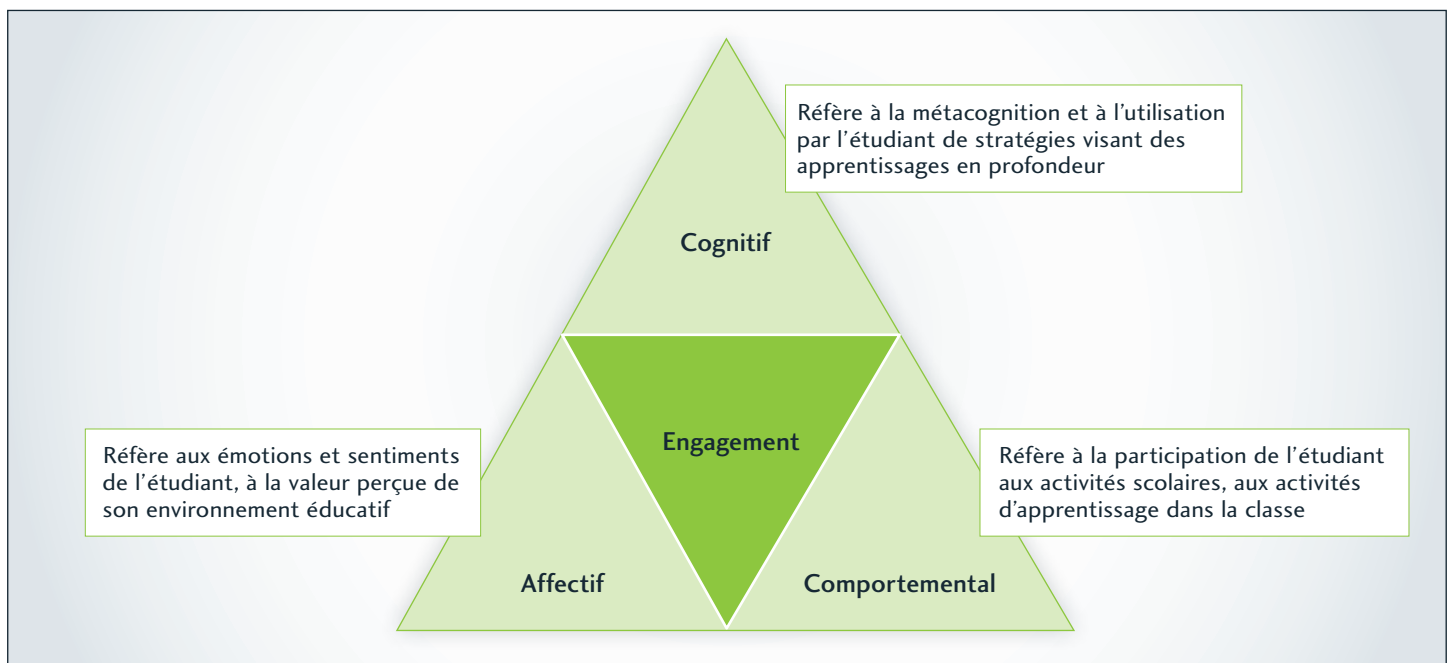 Réfère à la métacognition et à l’utilisation
par l’étudiant de stratégies visant des
apprentissages en profondeur
Cognitif
Engagement
Réfère aux émotions et sentiments
de l’étudiant, à la valeur perçue de
son environnement éducatif
Réfère à la participation de l’étudiant
aux activités scolaires, aux activités
d’apprentissage dans la classe
Affectif
Comportemental